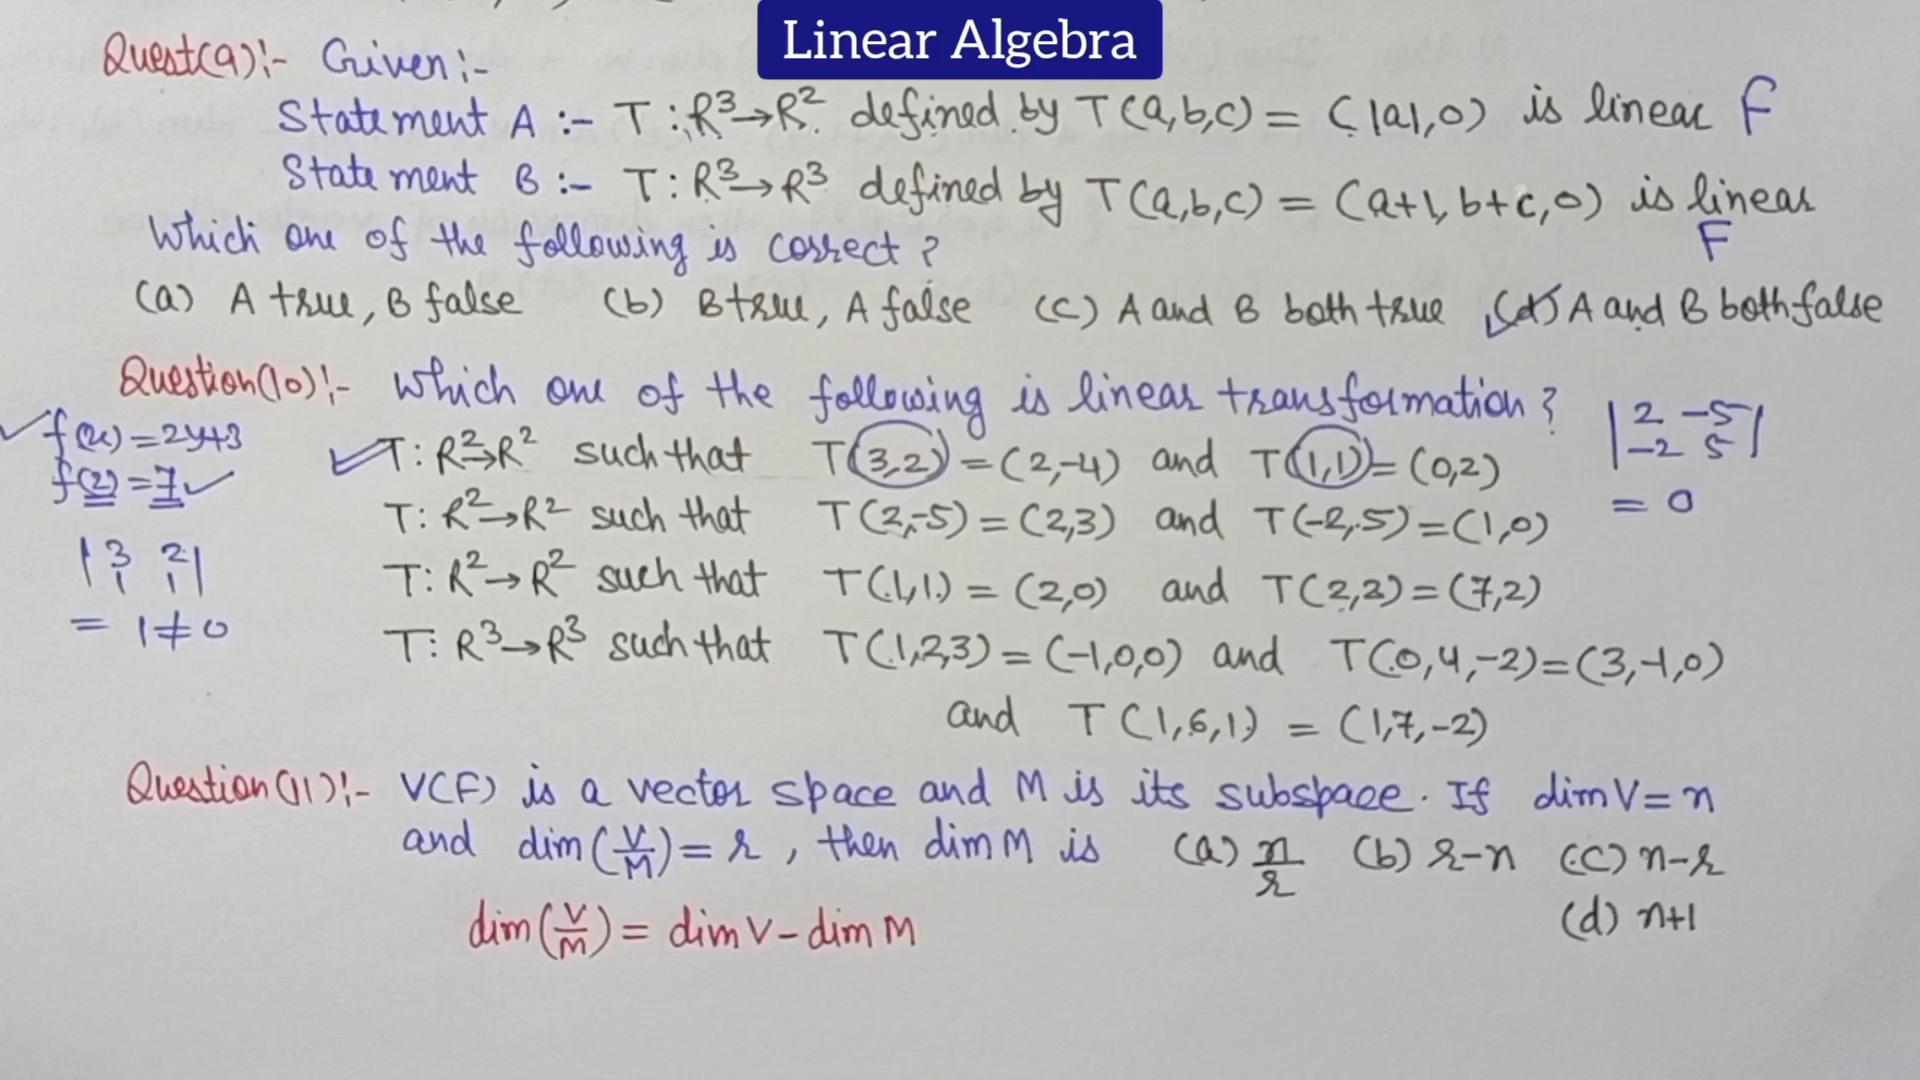 Linear Algebra
Quest(9):- Given:-
Statement A :- T : R³→R² defined by T(a,b,c) = (|a|,0) is linear F
Statement B :- T : R³→R³ defined by T(a,b,c) = (a+1, b+c, 0) is linear
F
Which one of the following is correct ?
(a) A true, B false (b) B true, A false (c) A and B both true (d) A and B both false
Question(10):- Which one of the following is linear transformation ?
T: R²→R² such that T(3,2) = (2,-4) and T(1,1) = (0,2)
T: R²→R² such that T(2,-5) = (2,3) and T(-2,5) = (1,0)
T: R²→R² such that T(1,1) = (2,0) and T(2,2) = (7,2)
T: R³→R³ such that T(1,2,3) = (-1,0,0) and T(0,4,-2) = (3,-1,0)
and T(1,6,1) = (1,7,-2)
f(x) = 2x+3
f(2) = 7
|3 2|
|1 1|
= 1 ≠ 0
|2 -5|
|-2 5|
= 0
Question(11):- V(F) is a vector space and M is its subspace. If dim V = n
and dim(V/M) = r, then dim M is (a) n/r (b) r-n (c) n-r
(d) n+1
dim(V/M) = dim V - dim M